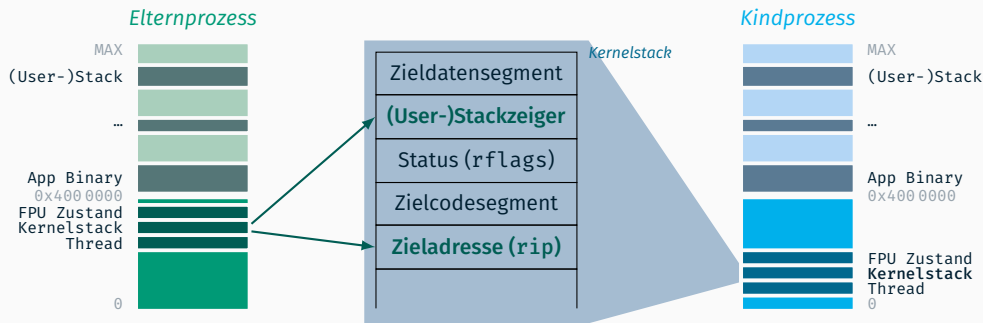 Elternprozess
MAX
(User-)Stack
…
App Binary
0x400 0000
FPU Zustand
Kernelstack
Thread
0
Kernelstack
Zieldatensegment
(User-)Stackzeiger
Status (rflags)
Zielcodesegment
Zieladresse (rip)
Kindprozess
MAX
(User-)Stack
…
App Binary
0x400 0000
FPU Zustand
Kernelstack
Thread
0